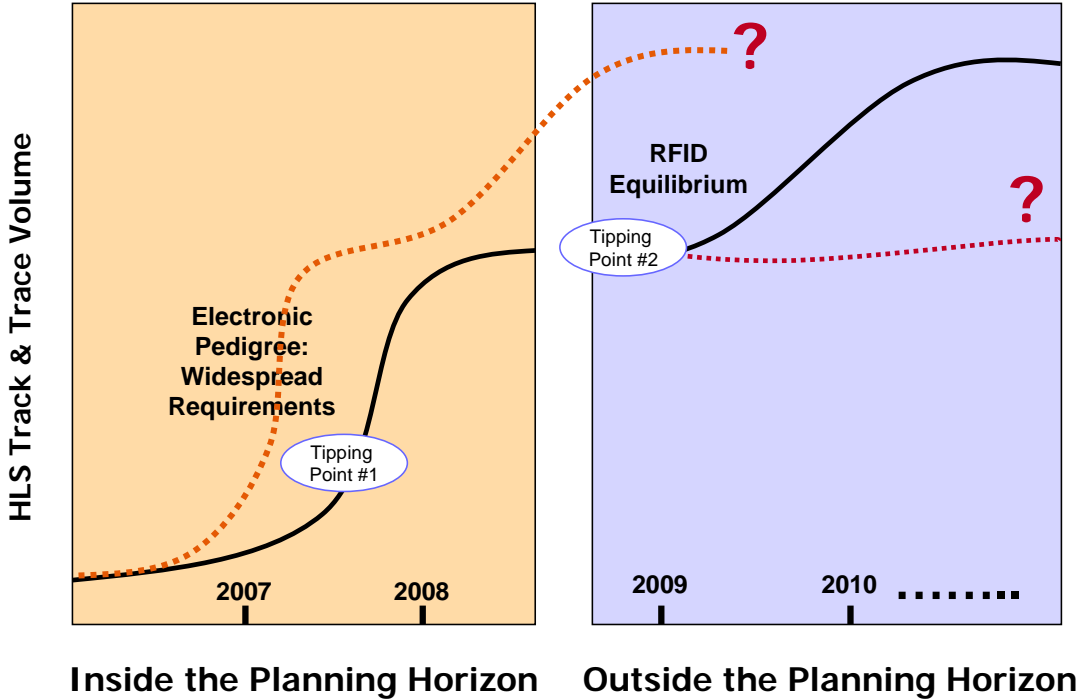 HLS Track & Trace Volume
Electronic
Pedigree:
Widespread
Requirements
Tipping
Point #1
2007
2008
Inside the Planning Horizon
?
RFID
Equilibrium
?
Tipping
Point #2
2009
2010
Outside the Planning Horizon